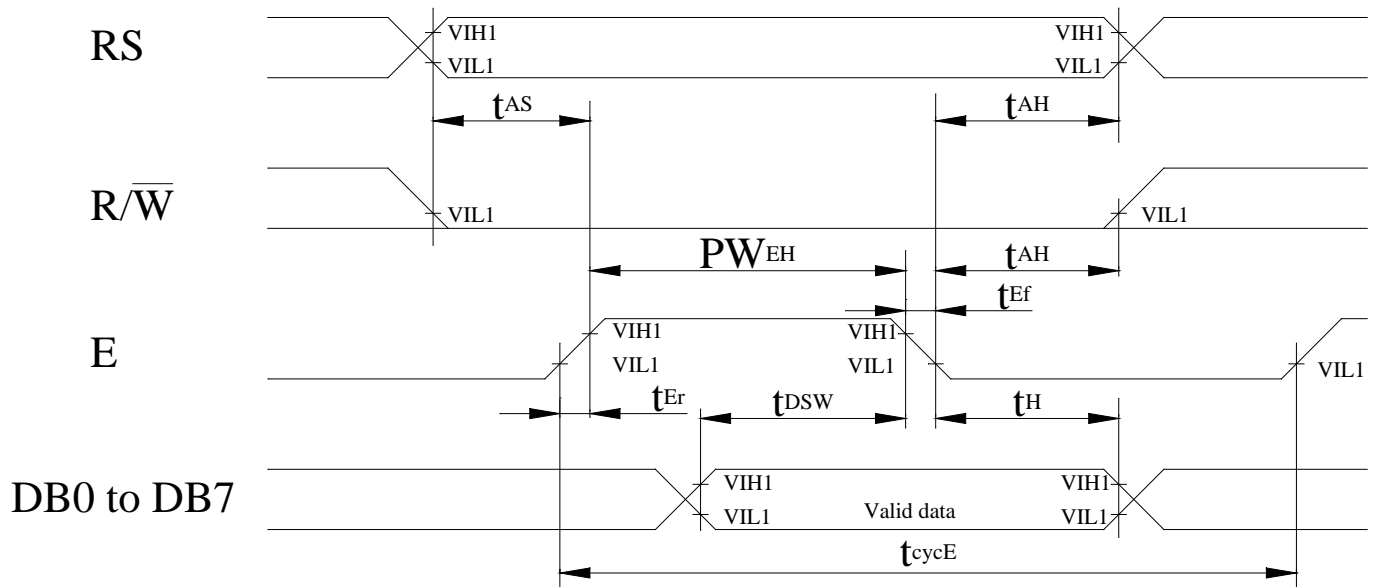 RS
VIH1
VIL1
VIH1
VIL1
tAS
tAH
R/W̅
VIL1
VIL1
PWEH
tAH
tEf
E
VIH1
VIL1
VIH1
VIL1
VIL1
tEr
tDSW
tH
DB0 to DB7
VIH1
VIL1
Valid data
VIH1
VIL1
tcycE